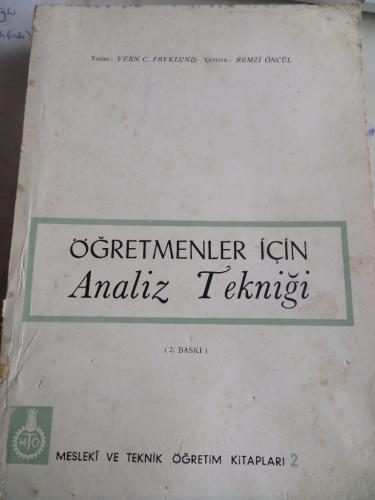 Yazan: VERN C. FRYKLUND Çeviren: REMZİ ÖNCÜL
ÖĞRETMENLER İÇİN
Analiz Tekniği
( 2. BASKI )
MTÖ
MESLEKİ VE TEKNİK ÖĞRETİM KİTAPLARI 2